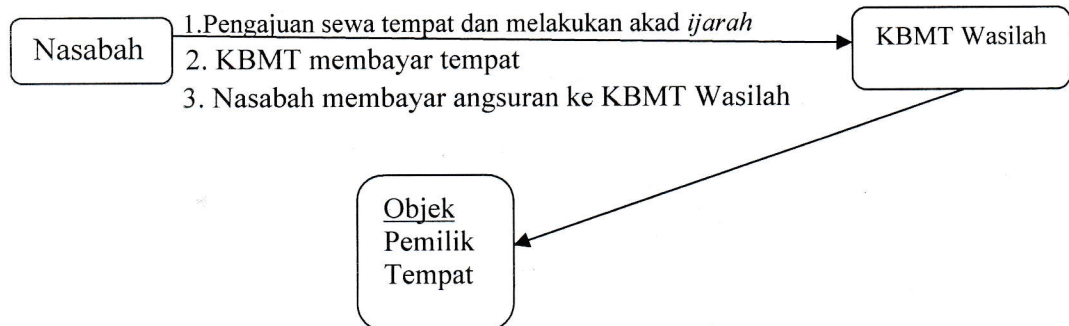 Nasabah
1.Pengajuan sewa tempat dan melakukan akad ijarah
2. KBMT membayar tempat
3. Nasabah membayar angsuran ke KBMT Wasilah
KBMT Wasilah
Objek
Pemilik
Tempat